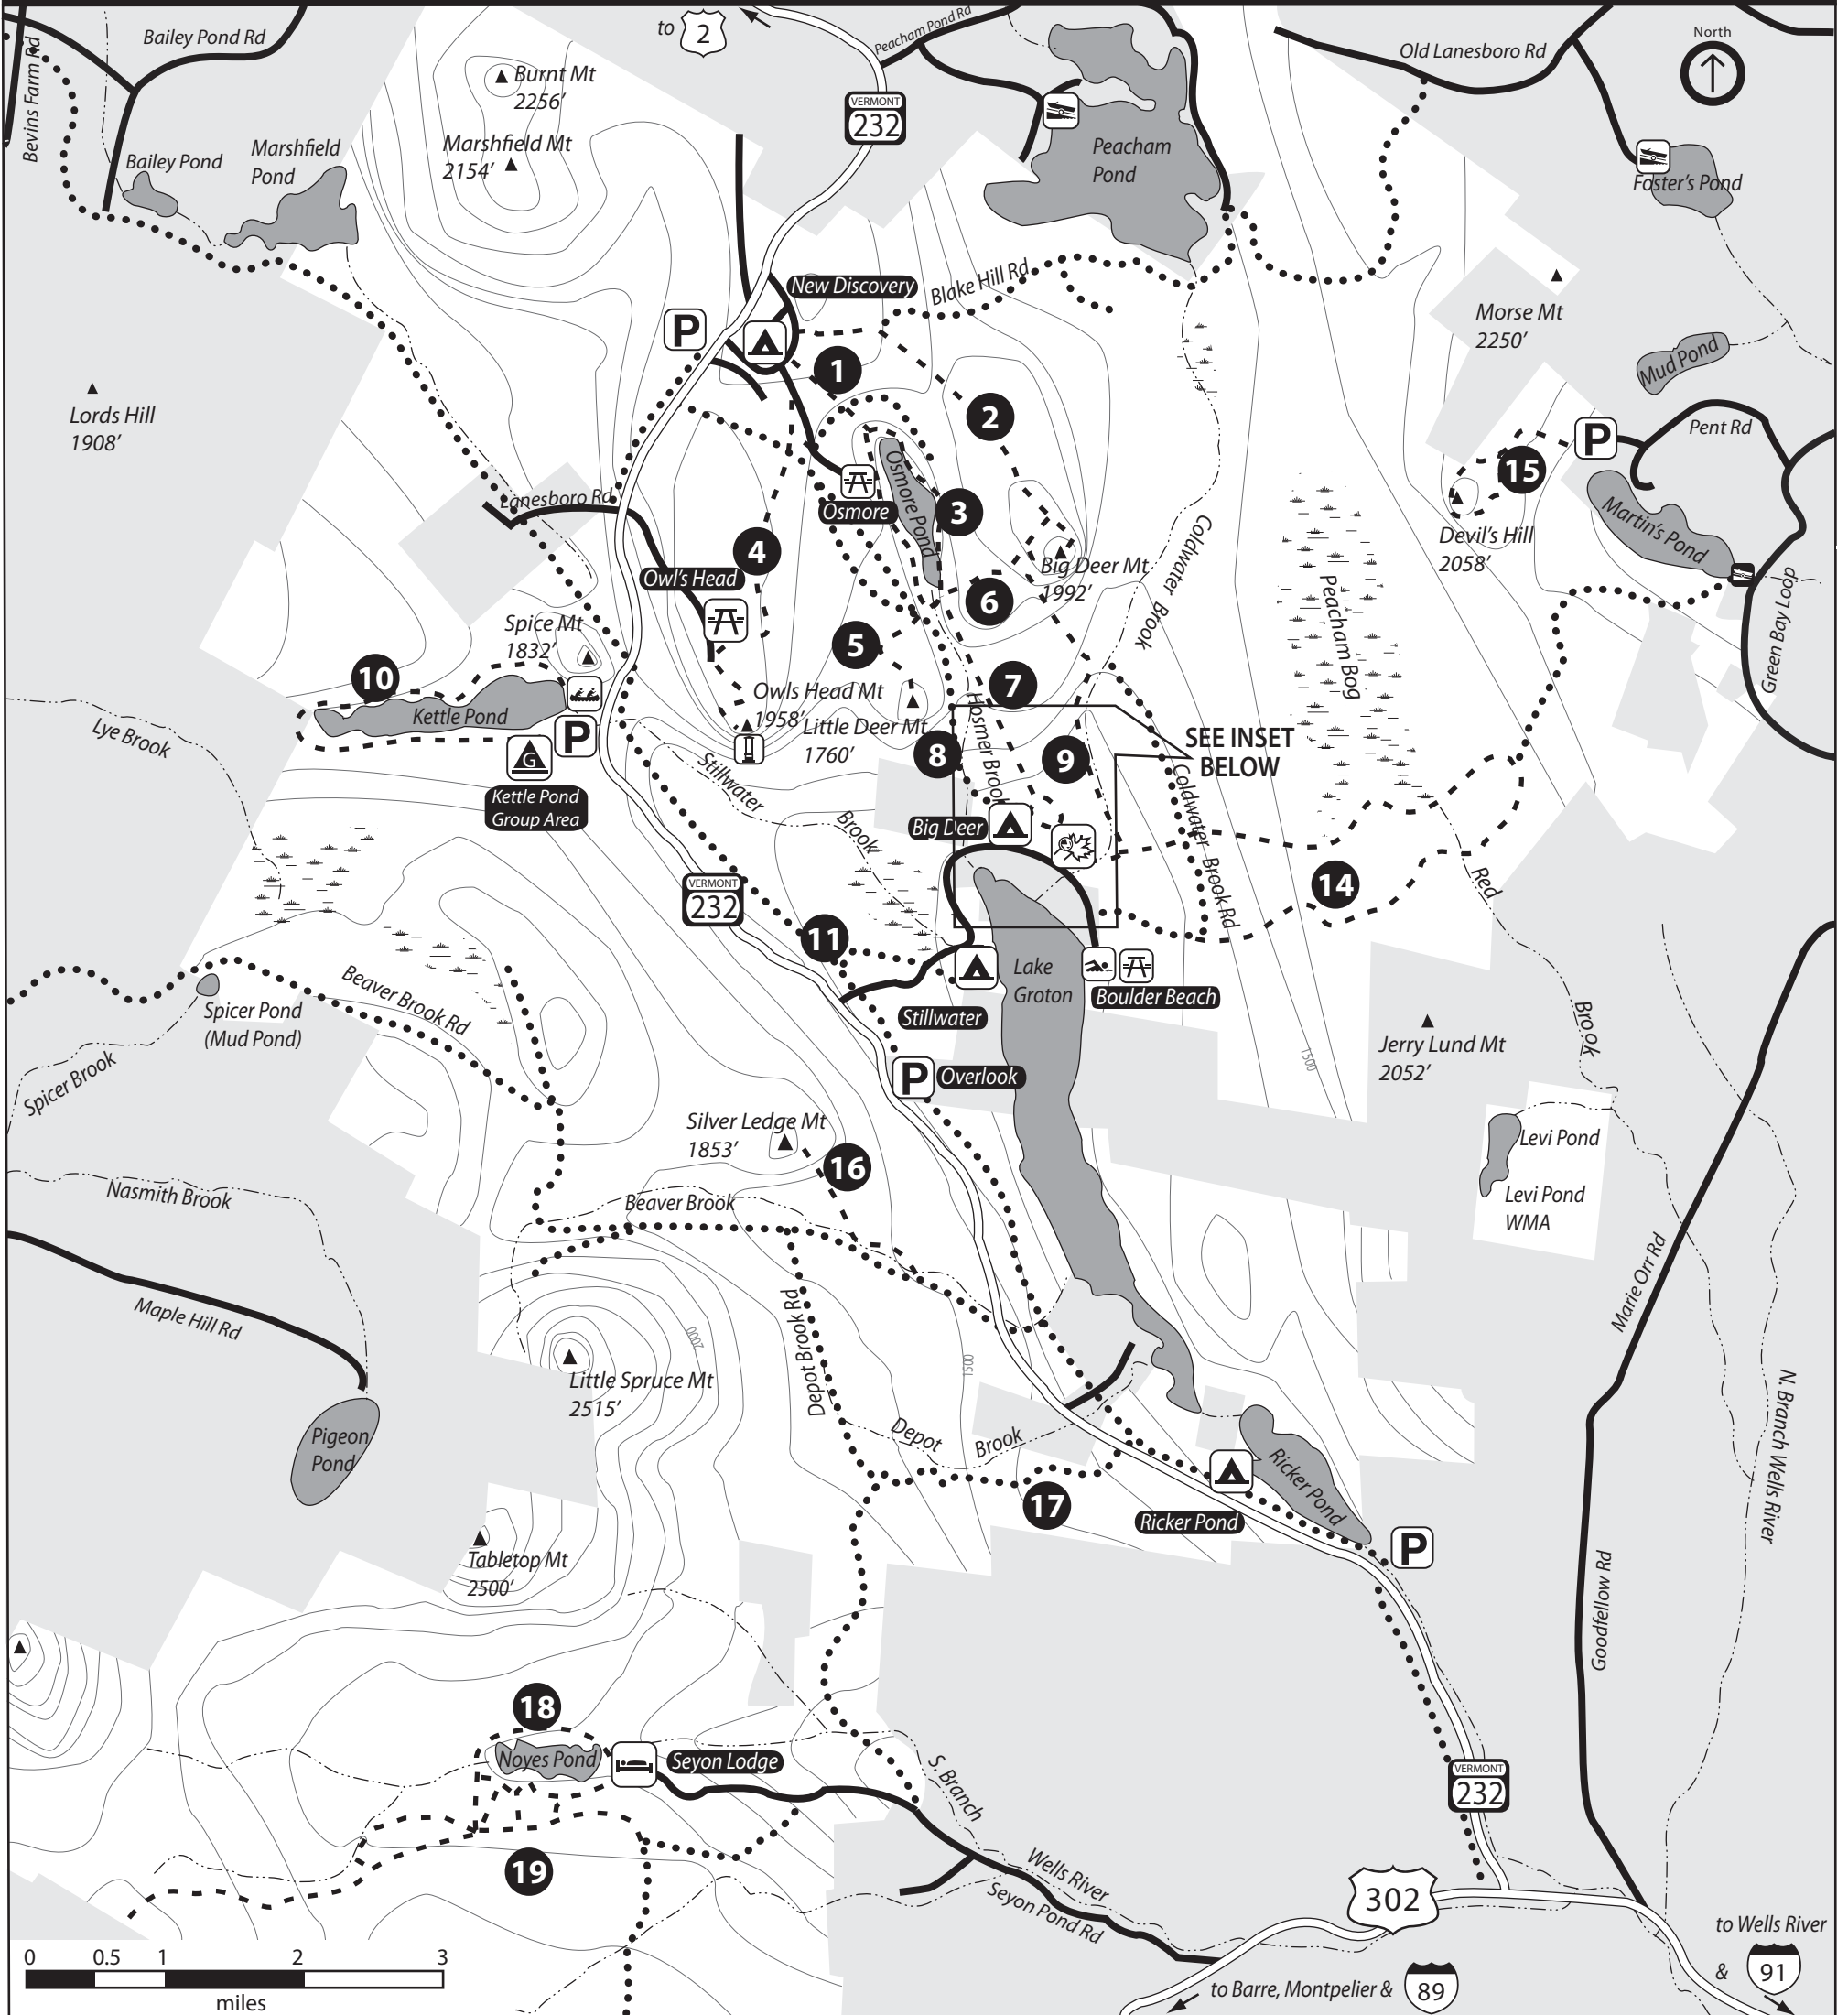 Bailey Pond Rd
Bevins Farm Rd
to
2
Peacham Pond Rd
Old Lanesboro Rd
North
Burnt Mt
2256’
VERMONT
232
Marshfield Mt
2154’
Marshfield
Pond
Bailey Pond
Peacham
Pond
Foster’s Pond
New Discovery
Blake Hill Rd
Morse Mt
2250’
P
1
Mud Pond
Lords Hill
1908’
2
P
Pent Rd
15
Lanesboro Rd
Osmore
Osmore Pond
3
Martin’s Pond
Devil’s Hill
2058’
4
Owl’s Head
Big Deer Mt
1992’
Coldwater Brook
Peacham Bog
6
Green Bay Loop
Spice Mt
1832’
5
10
7
Kettle Pond
Owls Head Mt
1958’
Little Deer Mt
1760’
Hosmer Brook
Lye Brook
P
G
Kettle Pond
Group Area
Stillwater
Brook
8
9
SEE INSET
BELOW
Coldwater Brook Rd
Big Deer
VERMONT
232
14
Red
Brook
11
Lake
Groton
Boulder Beach
Stillwater
Beaver Brook Rd
Spicer Pond
(Mud Pond)
Spicer Brook
P
Overlook
1500
Jerry Lund Mt
2052’
Silver Ledge Mt
1853’
16
Levi Pond
Levi Pond
WMA
Nasmith Brook
Beaver Brook
Maple Hill Rd
Marie Orr Rd
2000
Depot Brook Rd
1500
Little Spruce Mt
2515’
N. Branch Wells River
Pigeon
Pond
Depot
Brook
Ricker Pond
17
Ricker Pond
P
Tabletop Mt
2500’
Goodfellow Rd
18
Noyes Pond
Seyon Lodge
S. Branch
VERMONT
232
19
Wells River
Seyon Pond Rd
302
to Wells River
& 91
0 0.5 1 2 3
miles
to Barre, Montpelier & 89